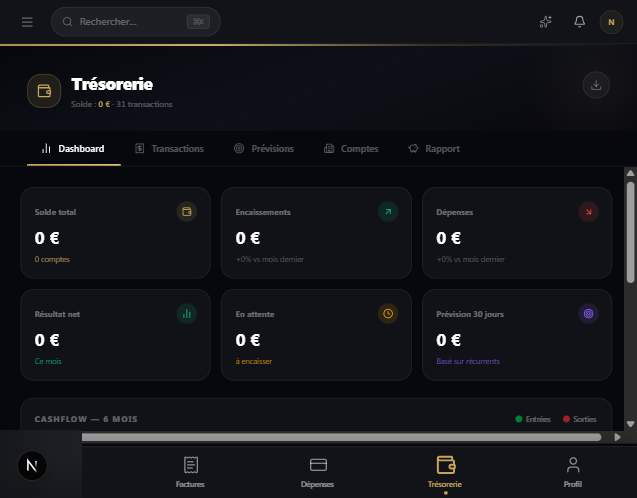 Rechercher... ⌘K N
Trésorerie
Solde : 0 € · 31 transactions
Dashboard Transactions Prévisions Comptes Rapport
Solde total Encaissements Dépenses
0 € 0 € 0 €
0 comptes +0% vs mois dernier +0% vs mois dernier
Résultat net En attente Prévision 30 jours
0 € 0 € 0 €
Ce mois à encaisser Basé sur récurrents
CASHFLOW — 6 MOIS Entrées Sorties
N
Factures Dépenses Trésorerie Profil